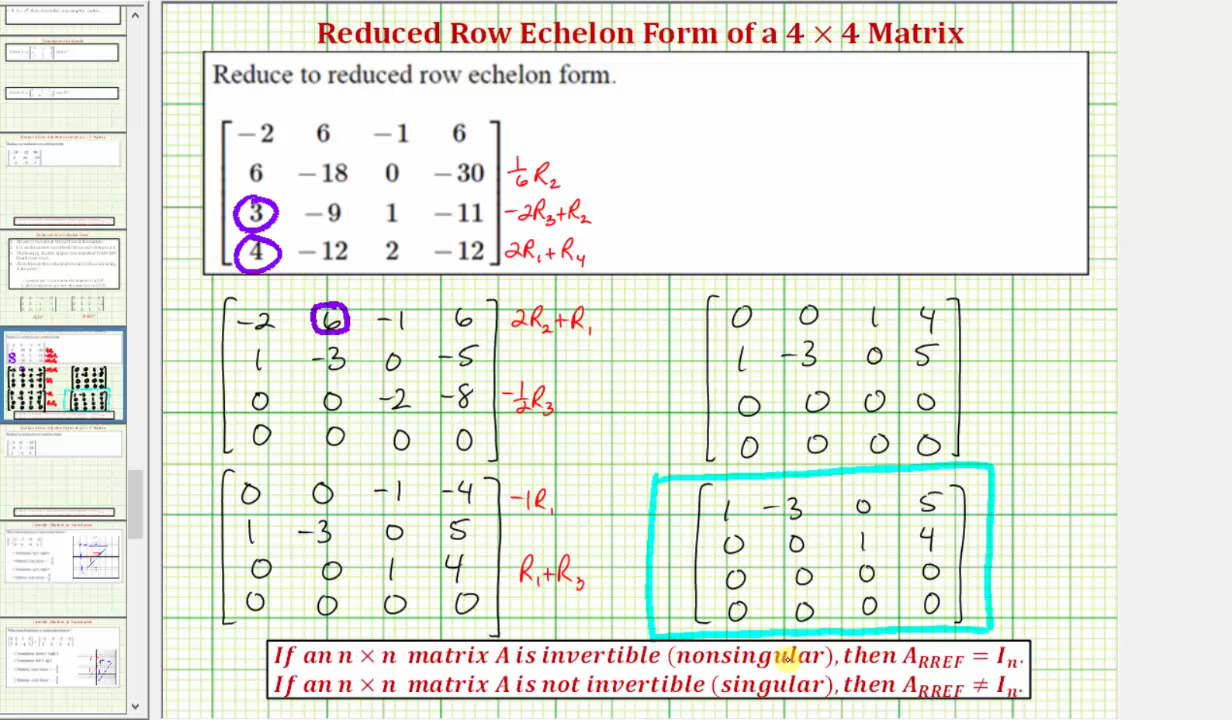 Reduced Row Echelon Form of a 4 × 4 Matrix
Reduce to reduced row echelon form.
−2 6 −1 6
6 −18 0 −30 1/6 R₂
3 −9 1 −11 −2R₃+R₂
4 −12 2 −12 2R₁+R₄
−2 6 −1 6 2R₂+R₁
1 −3 0 −5
0 0 −2 −8 −1/2 R₃
0 0 0 0
0 0 1 4
1 −3 0 5
0 0 0 0
0 0 0 0
0 0 −1 −4 −1R₁
1 −3 0 5
0 0 1 4 R₁+R₃
0 0 0 0
1 −3 0 5
0 0 1 4
0 0 0 0
0 0 0 0
If an n × n matrix A is invertible (nonsingular), then A_RREF = Iₙ.
If an n × n matrix A is not invertible (singular), then A_RREF ≠ Iₙ.